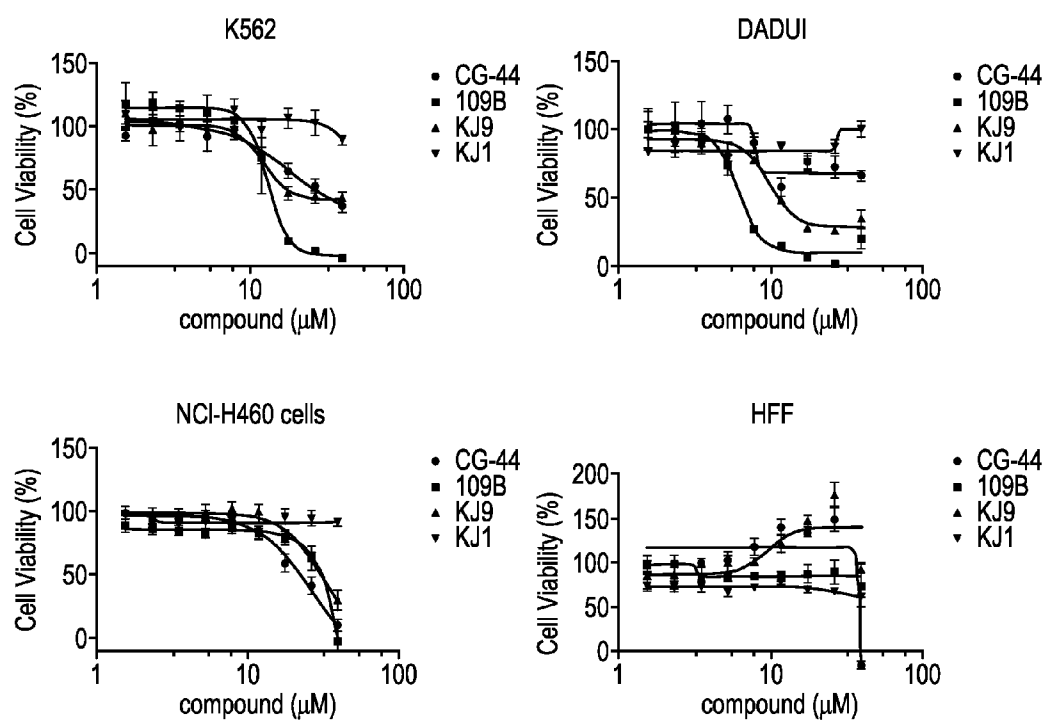 K562
150
100
50
0
Cell Viability (%)
1
10
100
compound (μM)
CG-44
109B
KJ9
KJ1
DADUI
150
100
50
0
Cell Viability (%)
1
10
100
compound (μM)
CG-44
109B
KJ9
KJ1
NCI-H460 cells
150
100
50
0
Cell Viability (%)
1
10
100
compound (μM)
CG-44
109B
KJ9
KJ1
HFF
200
150
100
50
0
Cell Viability (%)
1
10
100
compound (μM)
CG-44
109B
KJ9
KJ1